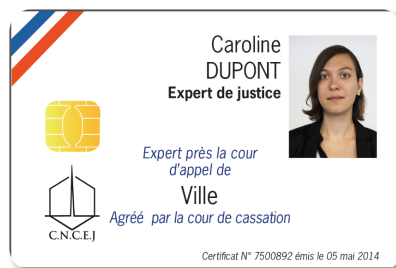 Caroline
DUPONT
Expert de justice
Expert près la cour
d'appel de
Ville
Agréé par la cour de cassation
C.N.C.E.J
Certificat N° 7500892 émis le 05 mai 2014